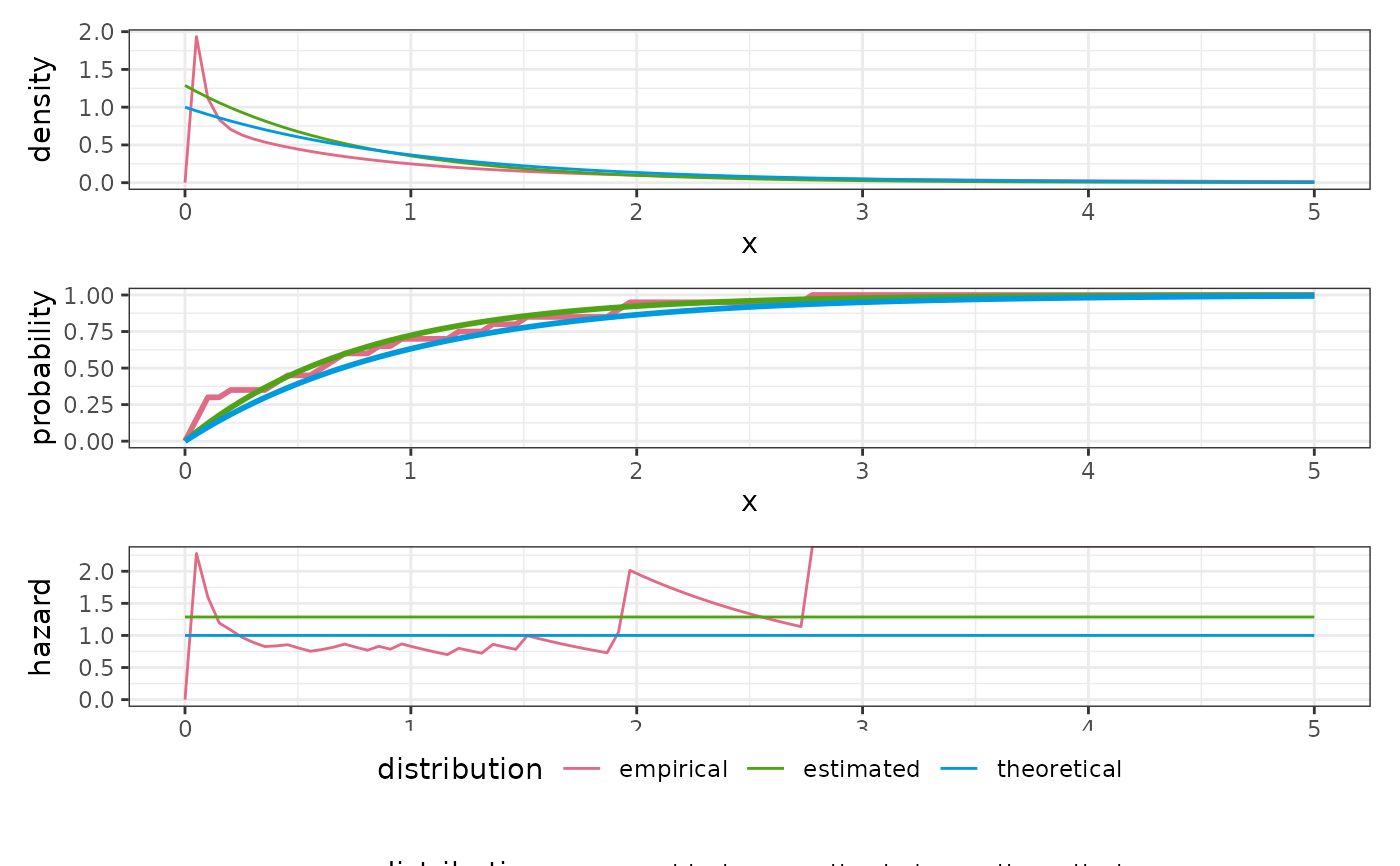 density
2.0
1.5
1.0
0.5
0.0
0 1 2 3 4 5
x
probability
1.00
0.75
0.50
0.25
0.00
0 1 2 3 4 5
x
hazard
2.0
1.5
1.0
0.5
0.0
0 1 2 3 4 5
distribution empirical estimated theoretical